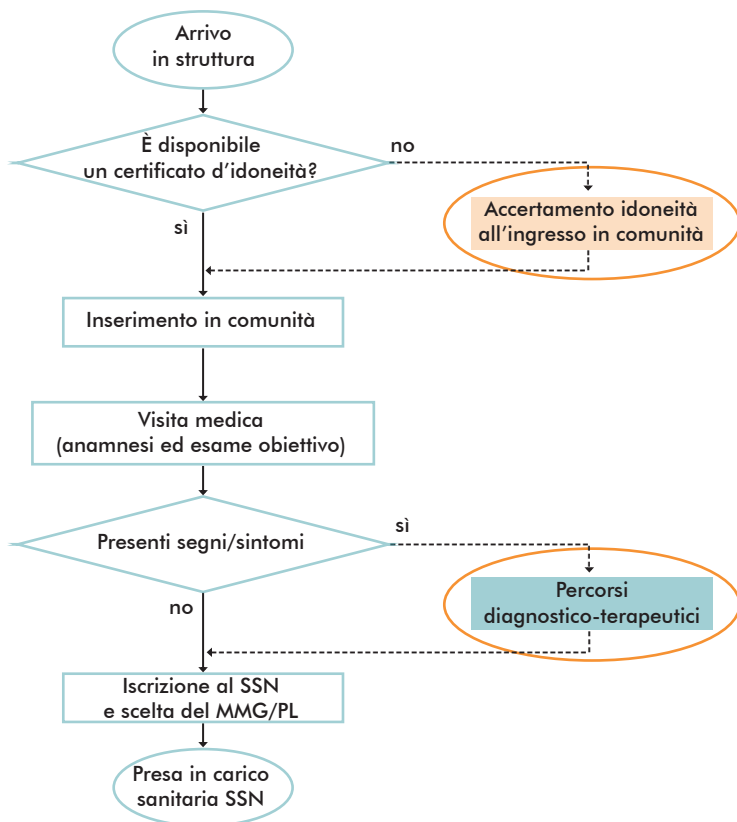 Arrivo
in struttura
È disponibile
un certificato d’idoneità?
no
Accertamento idoneità
all’ingresso in comunità
sì
Inserimento in comunità
Visita medica
(anamnesi ed esame obiettivo)
Presenti segni/sintomi
sì
Percorsi
diagnostico-terapeutici
no
Iscrizione al SSN
e scelta del MMG/PL
Presa in carico
sanitaria SSN